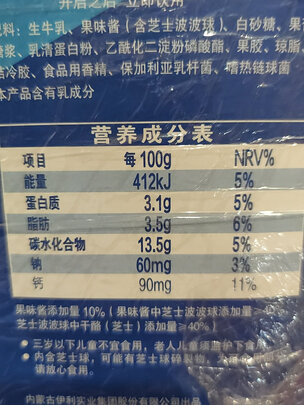 开启之后 立即饮用
料：生牛乳、果味酱（含芝士波波球）、白砂糖、果
浆、乳清蛋白粉、乙酰化二淀粉磷酸酯、果胶、琼脂、
冷胶、食品用香精、保加利亚乳杆菌、嗜热链球菌
本产品含有乳成分
营养成分表
项目 每100g NRV%
能量 412kJ 5%
蛋白质 3.1g 5%
脂肪 3.5g 6%
碳水化合物 13.5g 5%
钠 60mg 3%
钙 90mg 11%
果味酱添加量10%（果味酱中芝士波波球添加量
芝士波波球中干酪（芝士）添加量≥40%）
• 三岁以下儿童不宜食用，老人儿童须监护下食
• 内含芝士球，可能有芝士球碎裂物，
请放心食用。
内蒙古伊利实业集团股份有限公司出品